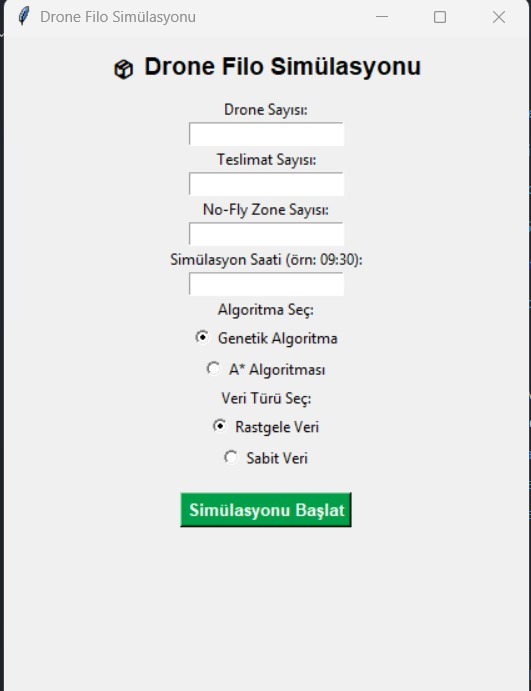 Drone Filo Simülasyonu
📦 Drone Filo Simülasyonu
Drone Sayısı:
Teslimat Sayısı:
No-Fly Zone Sayısı:
Simülasyon Saati (örn: 09:30):
Algoritma Seç:
Genetik Algoritma
A* Algoritması
Veri Türü Seç:
Rastgele Veri
Sabit Veri
Simülasyonu Başlat